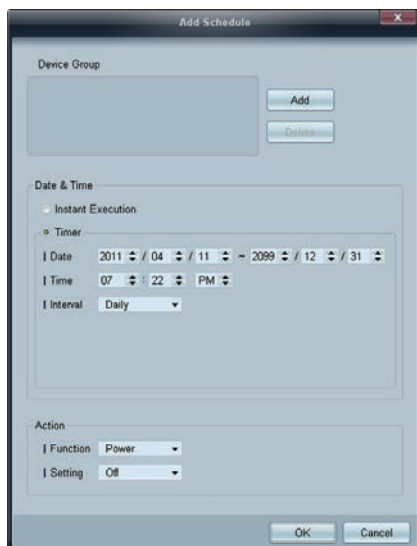 Add Schedule
Device Group
Add
Delete
Date & Time
Instant Execution
Timer
Date 2011 / 04 / 11 ~ 2099 / 12 / 31
Time 07 : 22 PM
Interval Daily
Action
Function Power
Setting Off
OK Cancel